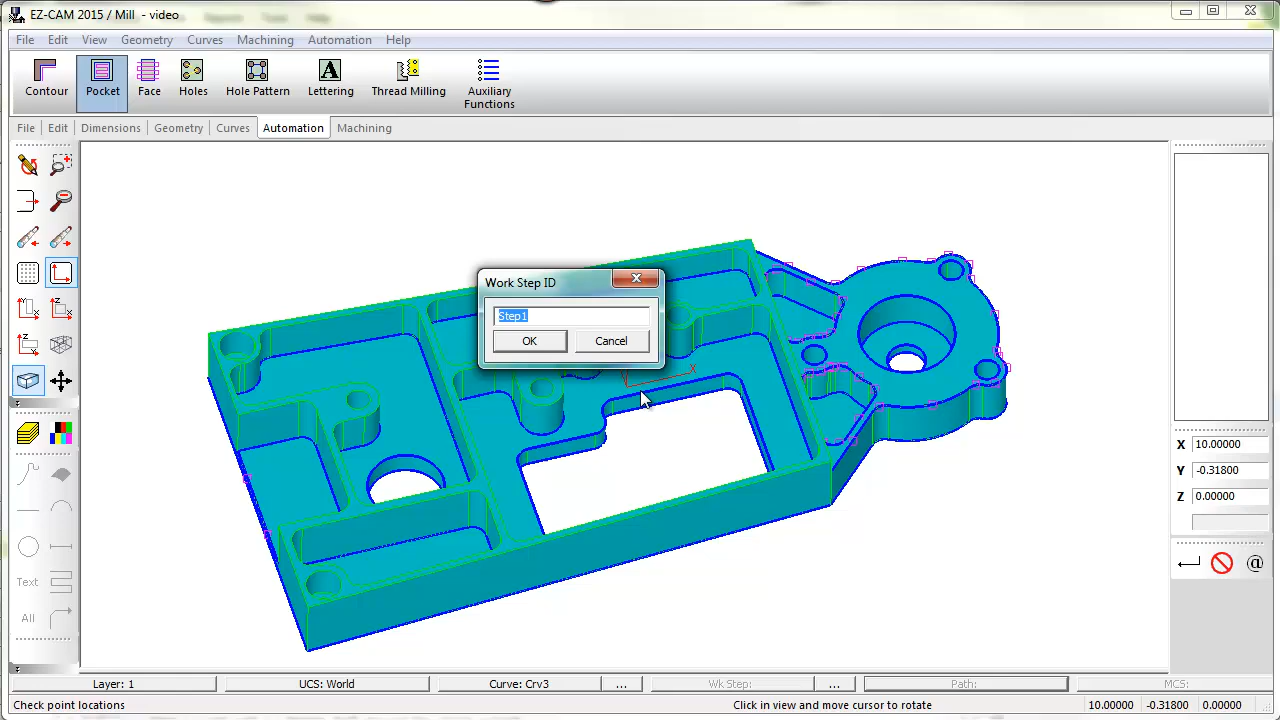 EZ-CAM 2015 / Mill - video
File Edit View Geometry Curves Machining Automation Help
Contour Pocket Face Holes Hole Pattern Lettering Thread Milling Auxiliary Functions
File Edit Dimensions Geometry Curves Automation Machining
Work Step ID
Step1
OK Cancel
X
X 10.00000
Y -0.31800
Z 0.00000
@
Text
All
Layer: 1 UCS: World Curve: Crv3 ... Wk Step: ... Path: MCS:
Check point locations Click in view and move cursor to rotate 10.00000 -0.31800 0.00000